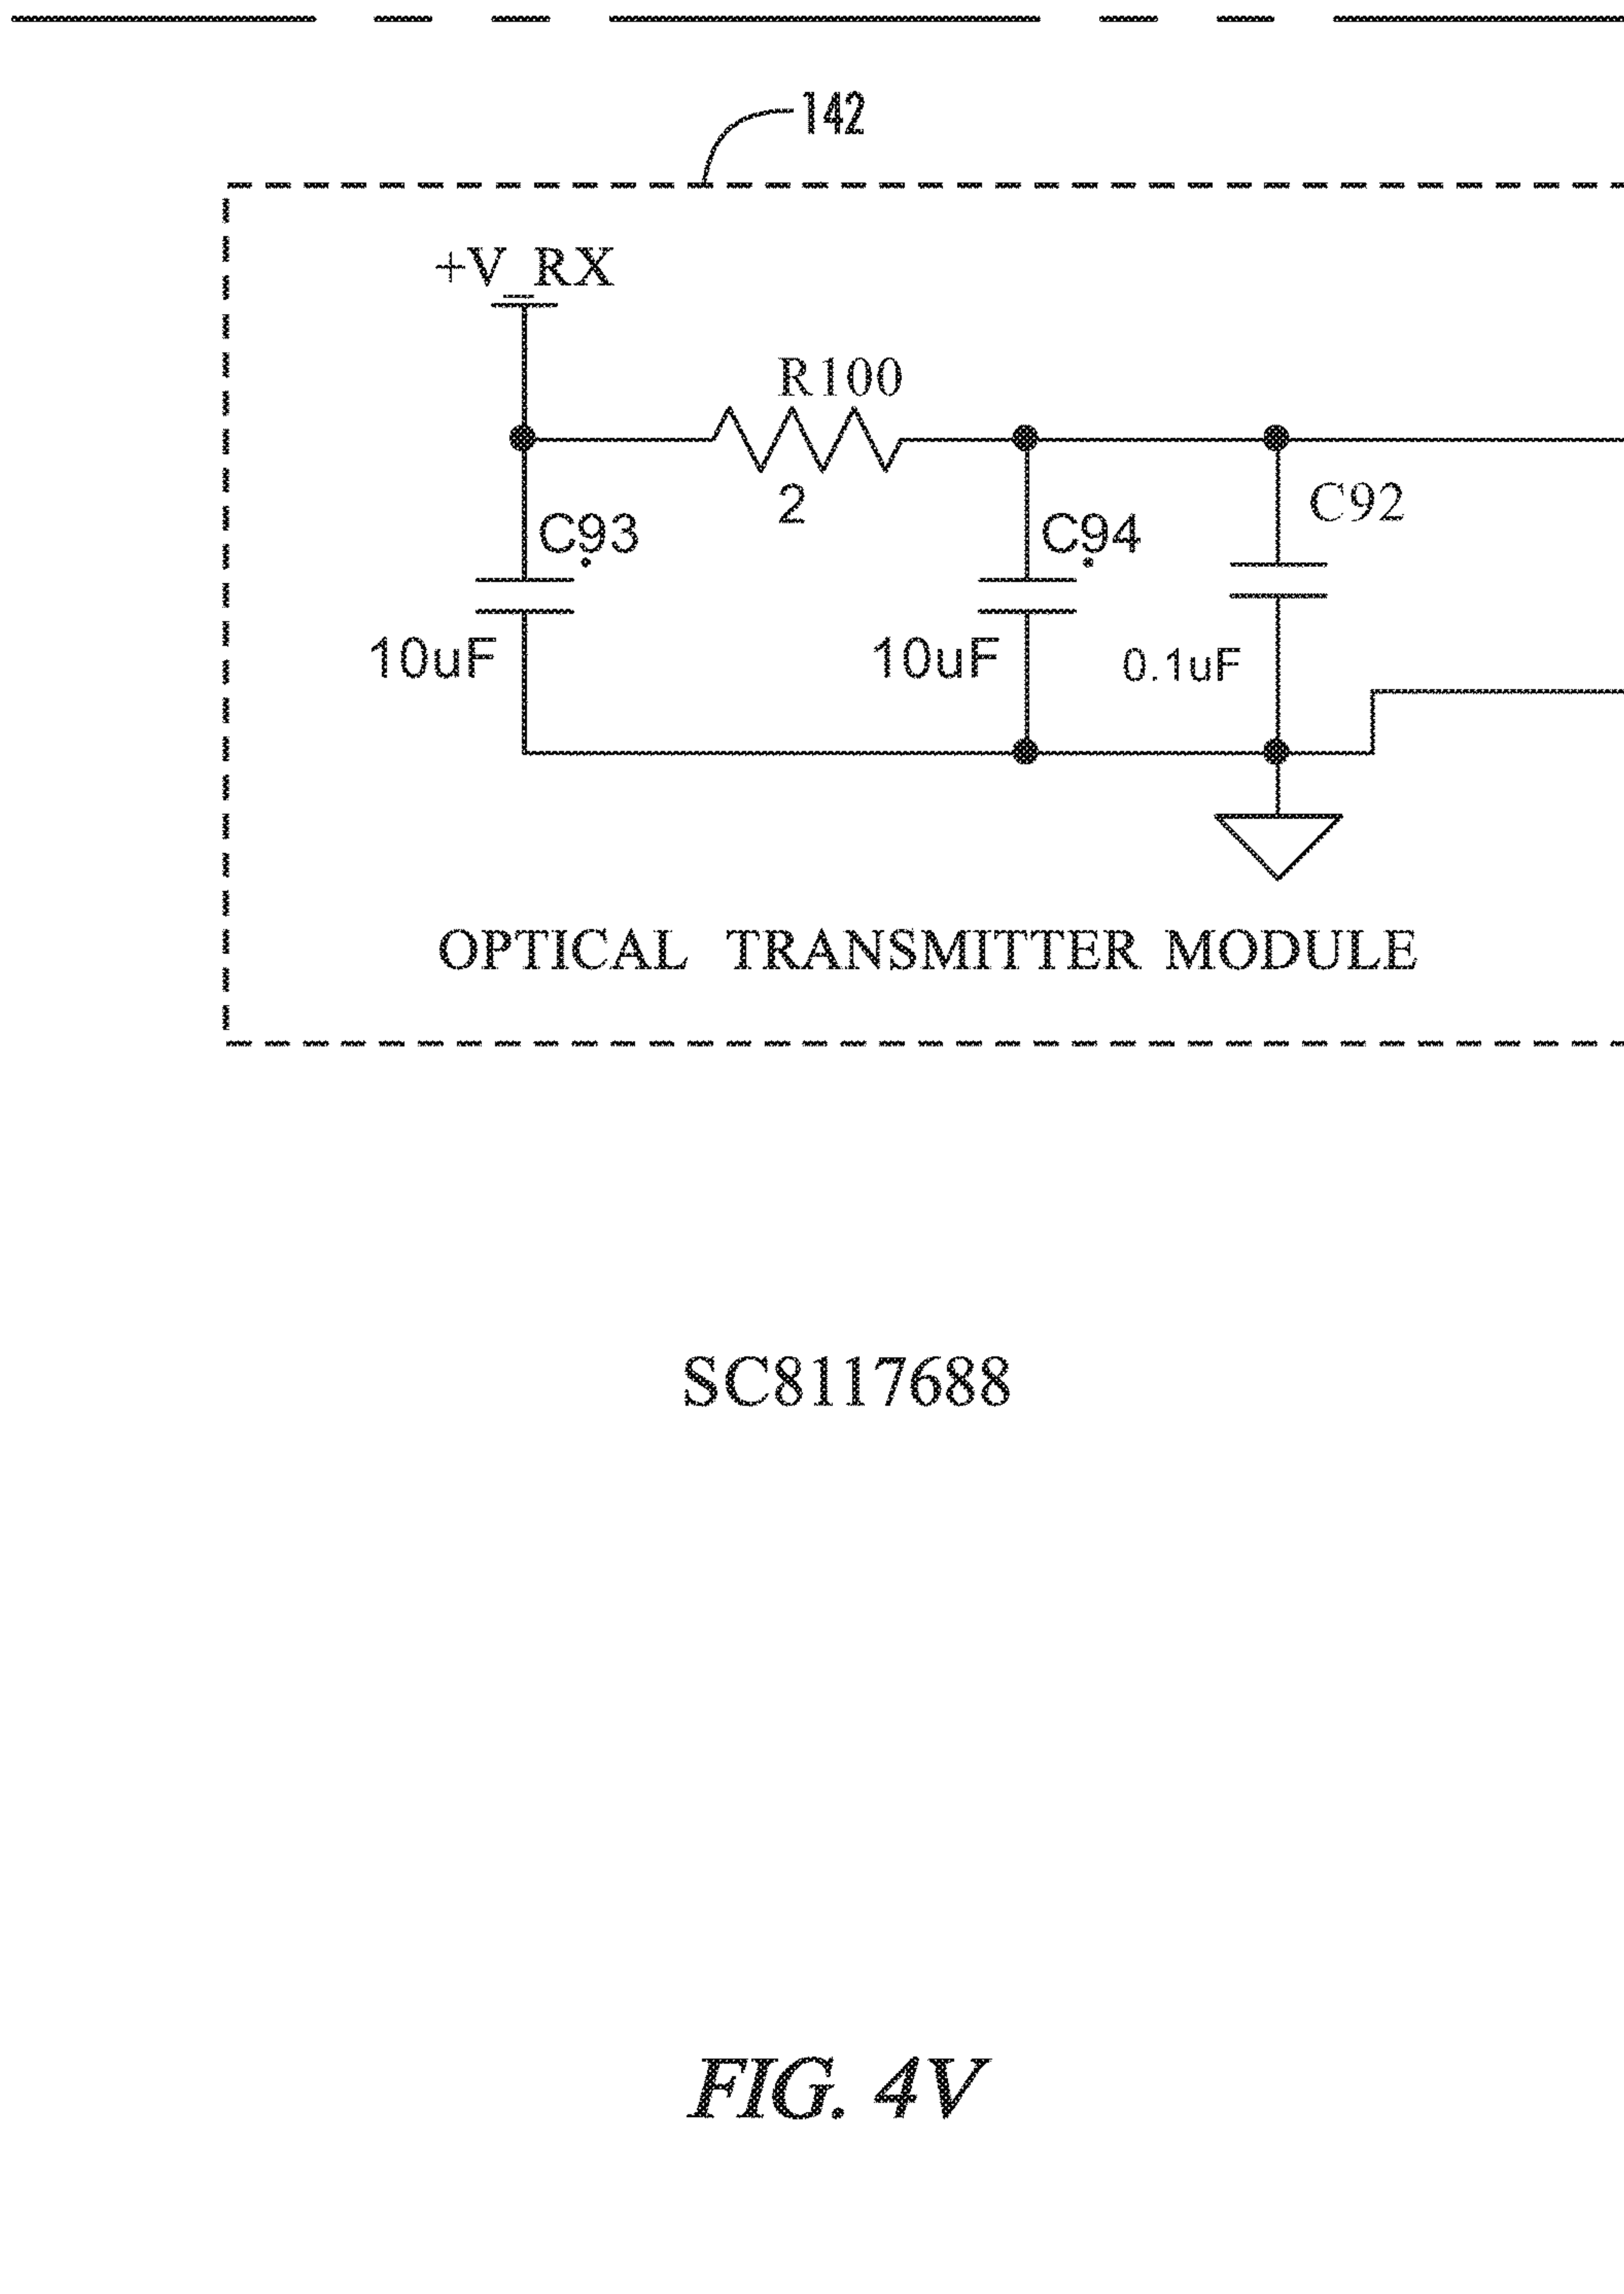 142
+V_RX
R100
2
C93
C94
C92
10uF
10uF
0.1uF
OPTICAL TRANSMITTER MODULE
SC8117688
FIG. 4V